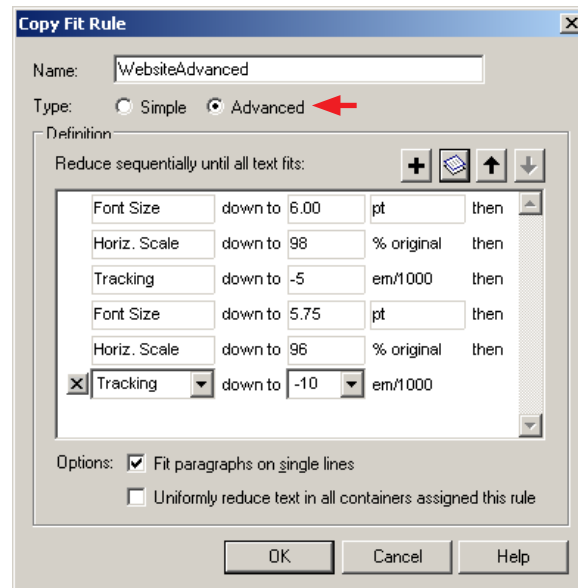 Copy Fit Rule
Name: WebsiteAdvanced
Type: Simple Advanced
Definition
Reduce sequentially until all text fits:
Font Size down to 6.00 pt then
Horiz. Scale down to 98 % original then
Tracking down to -5 em/1000 then
Font Size down to 5.75 pt then
Horiz. Scale down to 96 % original then
Tracking down to -10 em/1000
Options: Fit paragraphs on single lines
Uniformly reduce text in all containers assigned this rule
OK Cancel Help